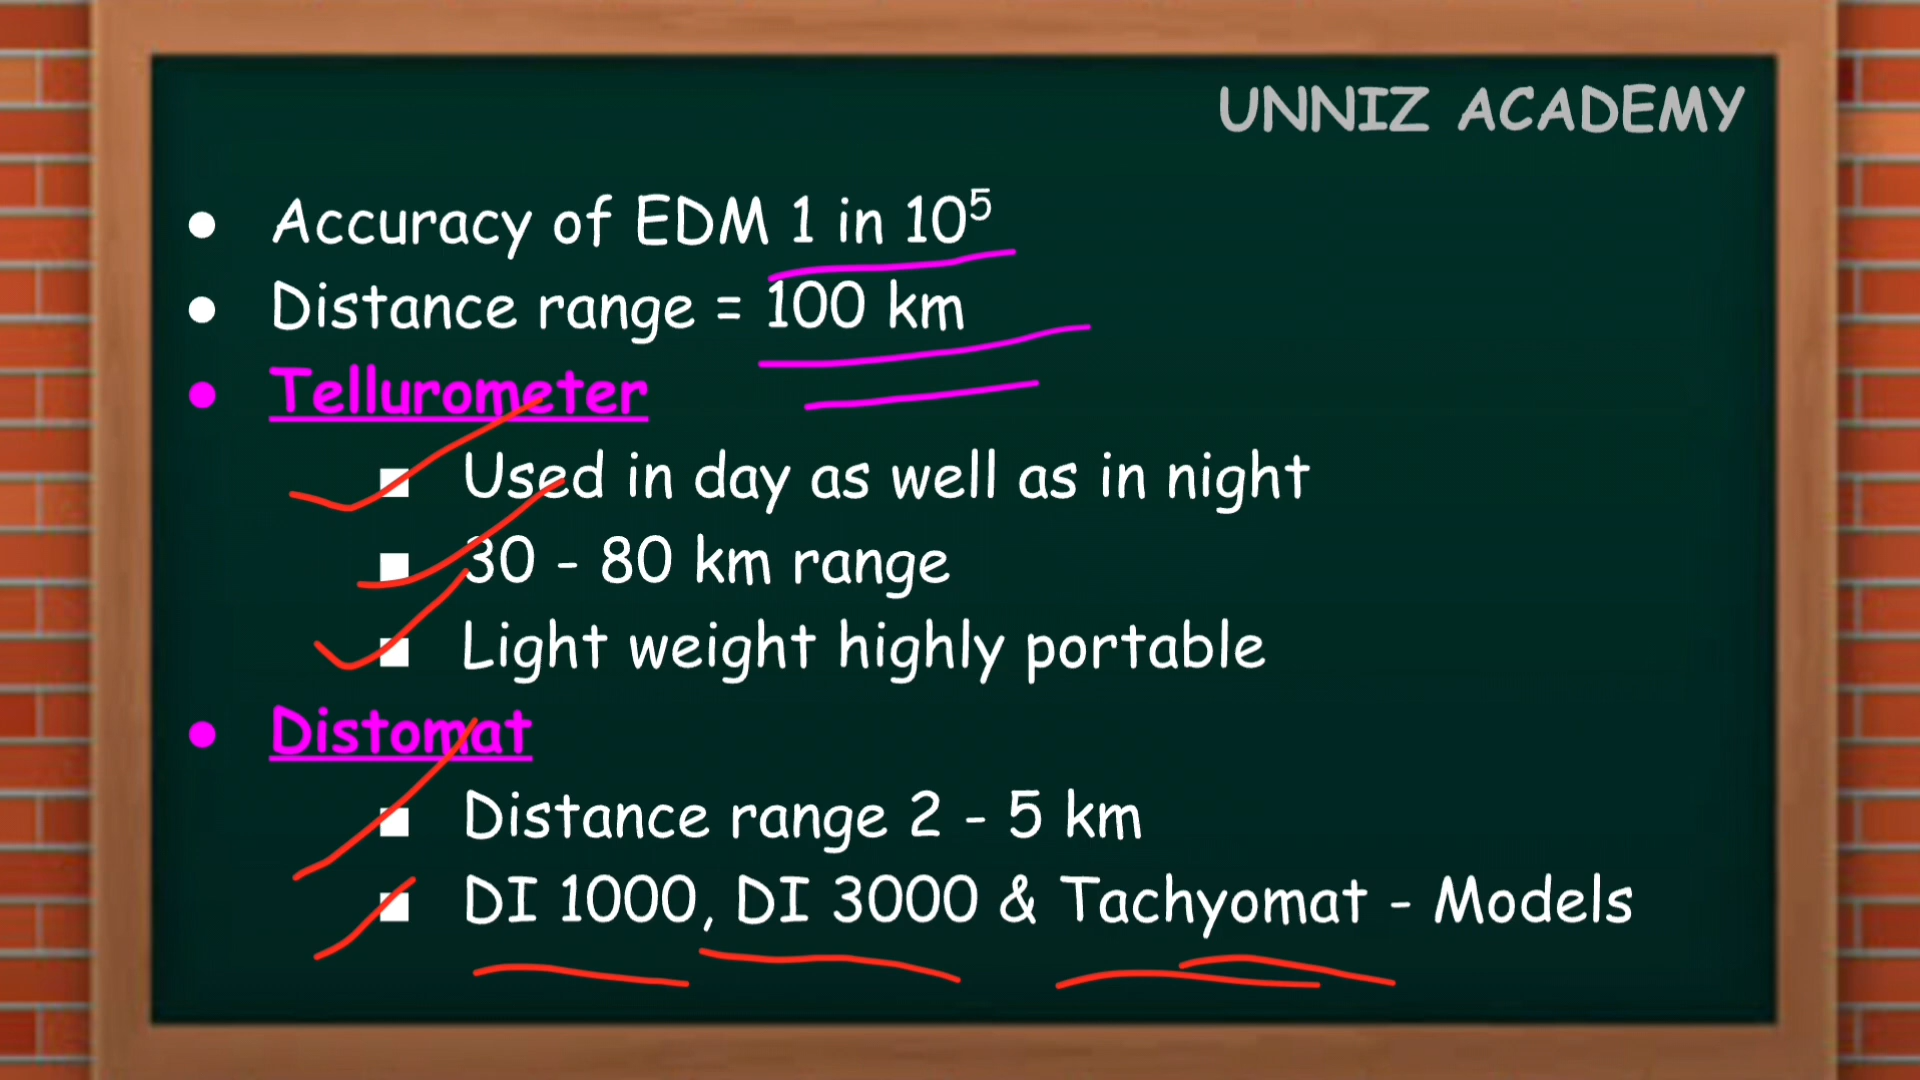 UNNIZ ACADEMY
● Accuracy of EDM 1 in 10⁵
● Distance range = 100 km
● Tellurometer
■ Used in day as well as in night
■ 30 - 80 km range
■ Light weight highly portable
● Distomat
■ Distance range 2 - 5 km
■ DI 1000, DI 3000 & Tachyomat - Models